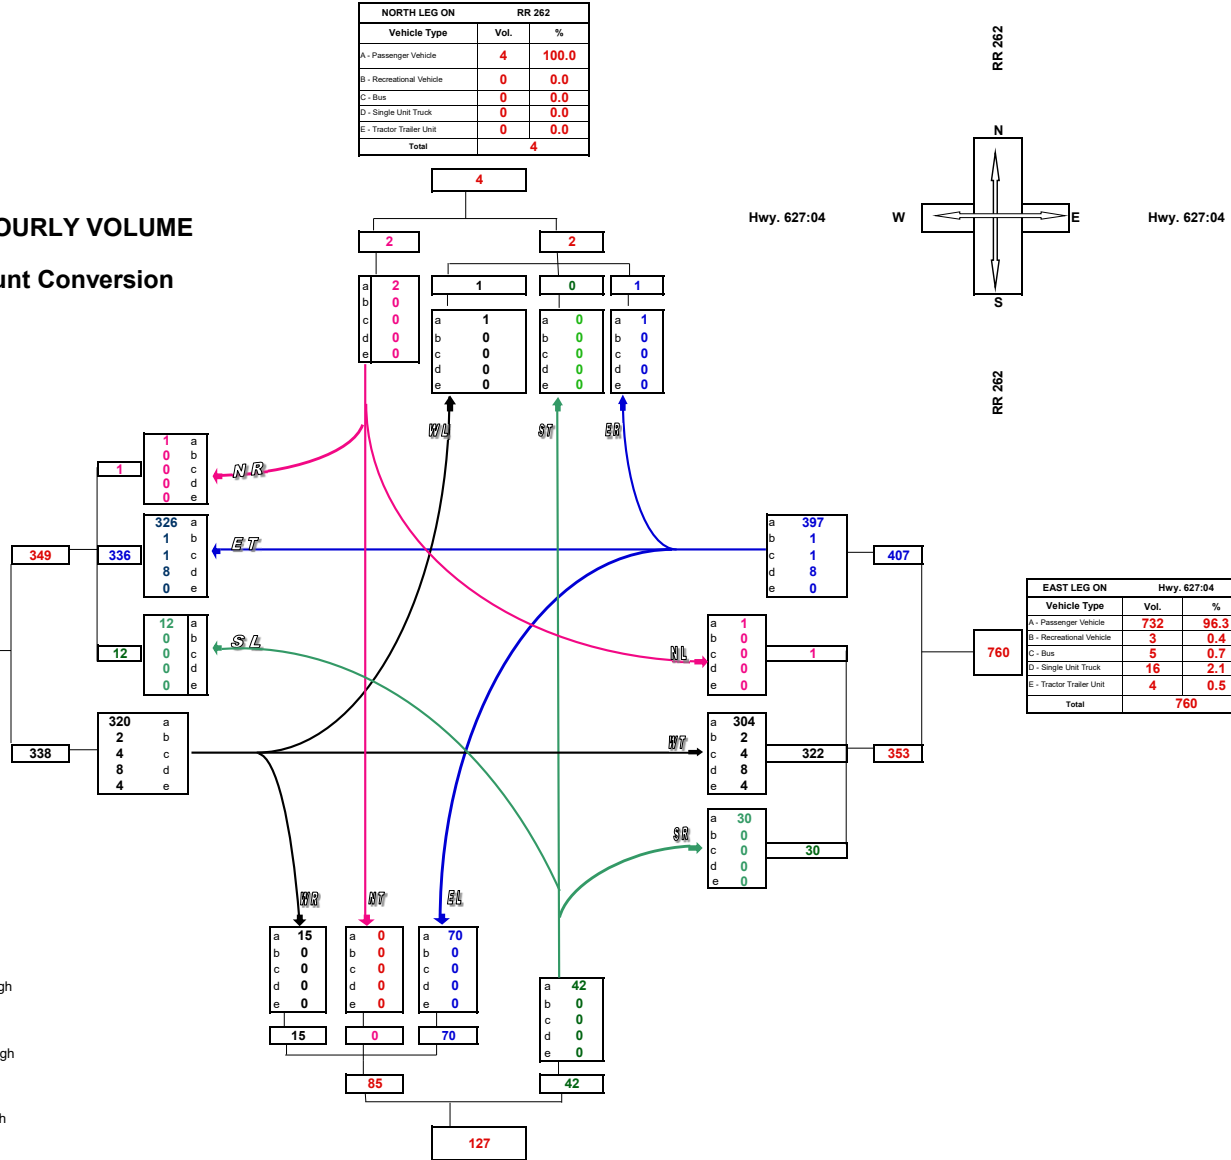 NORTH LEG ON RR 262
Vehicle Type Vol. %
A - Passenger Vehicle 4 100.0
B - Recreational Vehicle 0 0.0
C - Bus 0 0.0
D - Single Unit Truck 0 0.0
E - Tractor Trailer Unit 0 0.0
Total 4
4
RR 262
N
Hwy. 627:04 W E Hwy. 627:04
S
RR 262
OURLY VOLUME
unt Conversion
2 2
1 0 1
a 2
b 0
c 0
d 0
e 0
a 1
b 0
c 0
d 0
e 0
a 0
b 0
c 0
d 0
e 0
a 1
b 0
c 0
d 0
e 0
WL ST ER
1 a
0 b
0 c
0 d
0 e
1
NR
326 a
1 b
1 c
8 d
0 e
349 336
ET
a 397
b 1
c 1
d 8
e 0
407
12 a
0 b
0 c
0 d
0 e
12
SL
a 1
b 0
c 0
d 0
e 0
NL
1
760
EAST LEG ON Hwy. 627:04
Vehicle Type Vol. %
A - Passenger Vehicle 732 96.3
B - Recreational Vehicle 3 0.4
C - Bus 5 0.7
D - Single Unit Truck 16 2.1
E - Tractor Trailer Unit 4 0.5
Total 760
338
320 a
2 b
4 c
8 d
4 e
WT
a 304
b 2
c 4
d 8
e 4
322 353
SR
a 30
b 0
c 0
d 0
e 0
30
WR NT EL
a 15
b 0
c 0
d 0
e 0
a 0
b 0
c 0
d 0
e 0
a 70
b 0
c 0
d 0
e 0
a 42
b 0
c 0
d 0
e 0
15 0 70
85 42
127
gh
gh
h